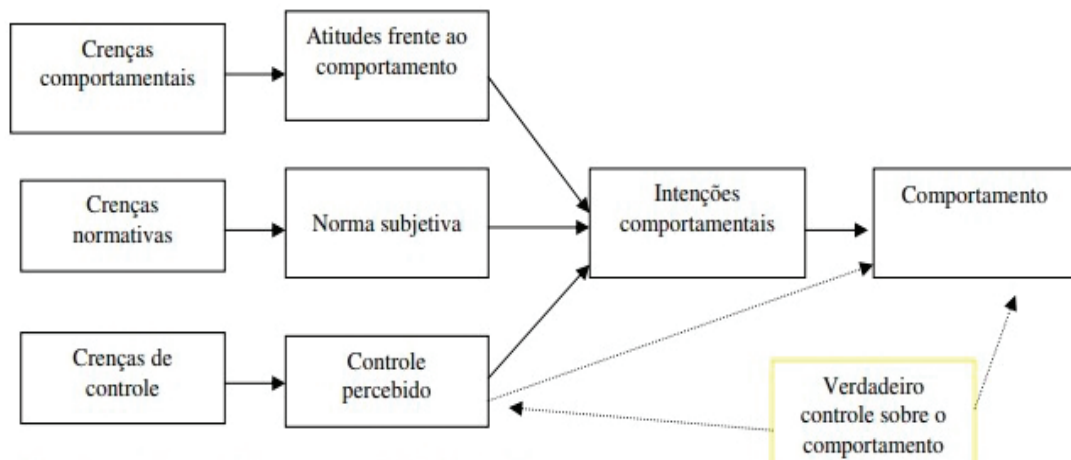 Crenças
comportamentais
Atitudes frente ao
comportamento
Crenças
normativas
Norma subjetiva
Intenções
comportamentais
Comportamento
Crenças de
controle
Controle
percebido
Verdadeiro
controle sobre o
comportamento